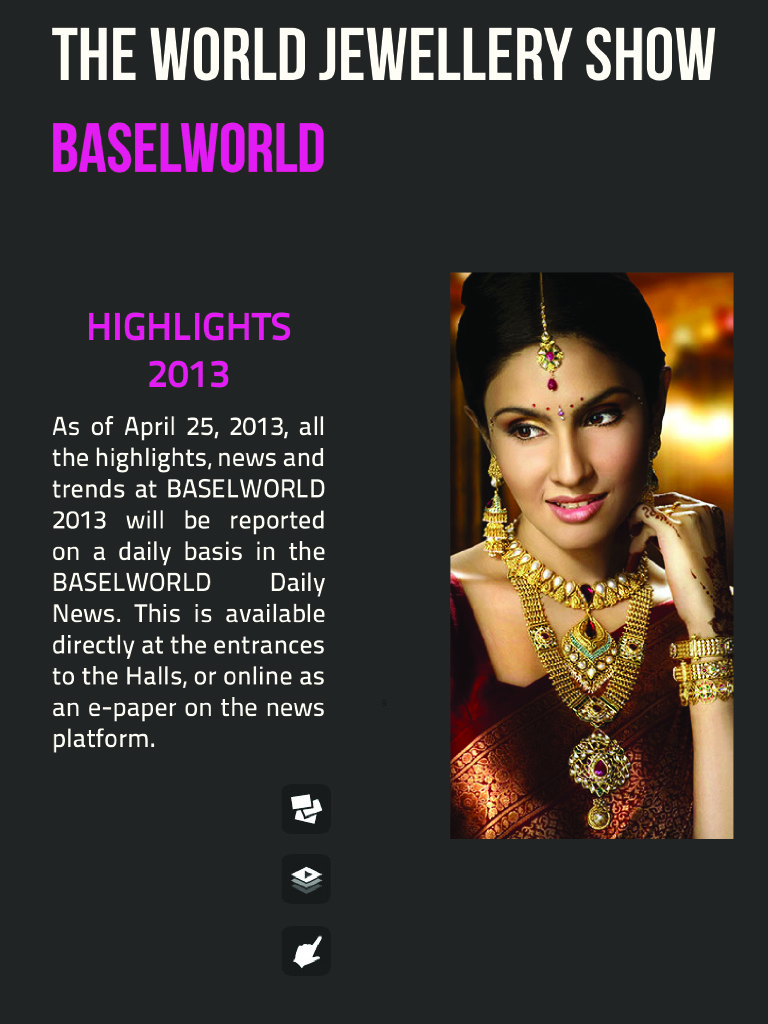 THE WORLD JEWELLERY SHOW
BASELWORLD
HIGHLIGHTS
2013
As of April 25, 2013, all
the highlights, news and
trends at BASELWORLD
2013 will be reported
on a daily basis in the
BASELWORLD Daily
News. This is available
directly at the entrances
to the Halls, or online as
an e-paper on the news
platform.